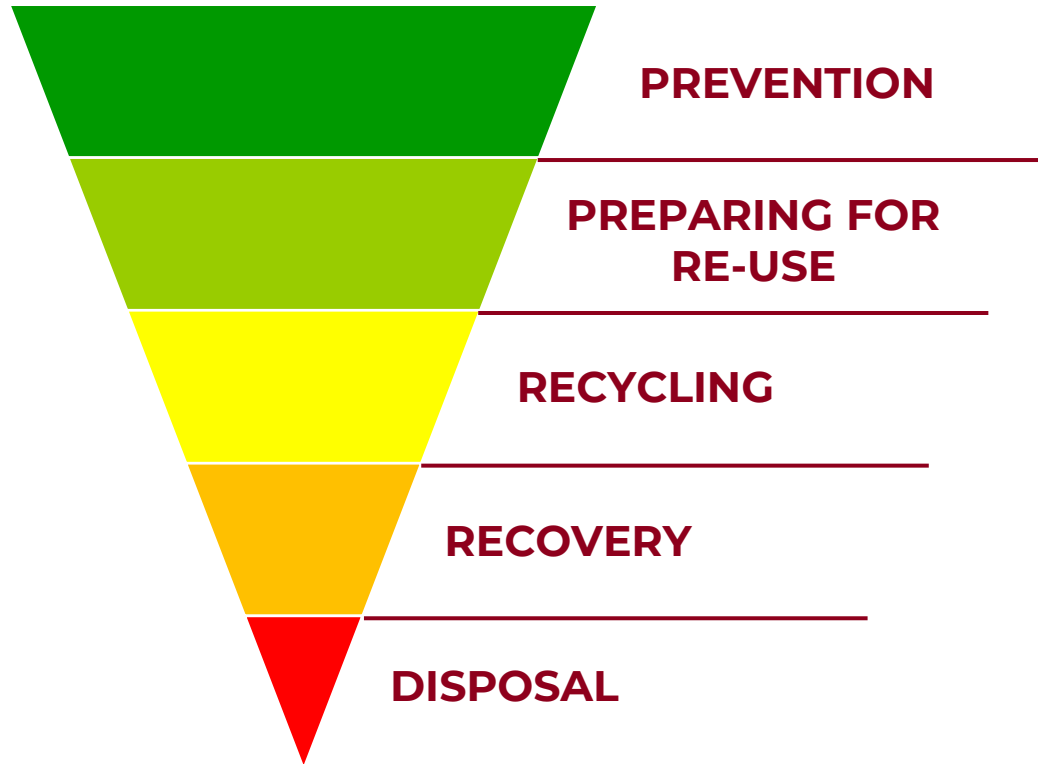 PREVENTION
PREPARING FOR
RE-USE
RECYCLING
RECOVERY
DISPOSAL